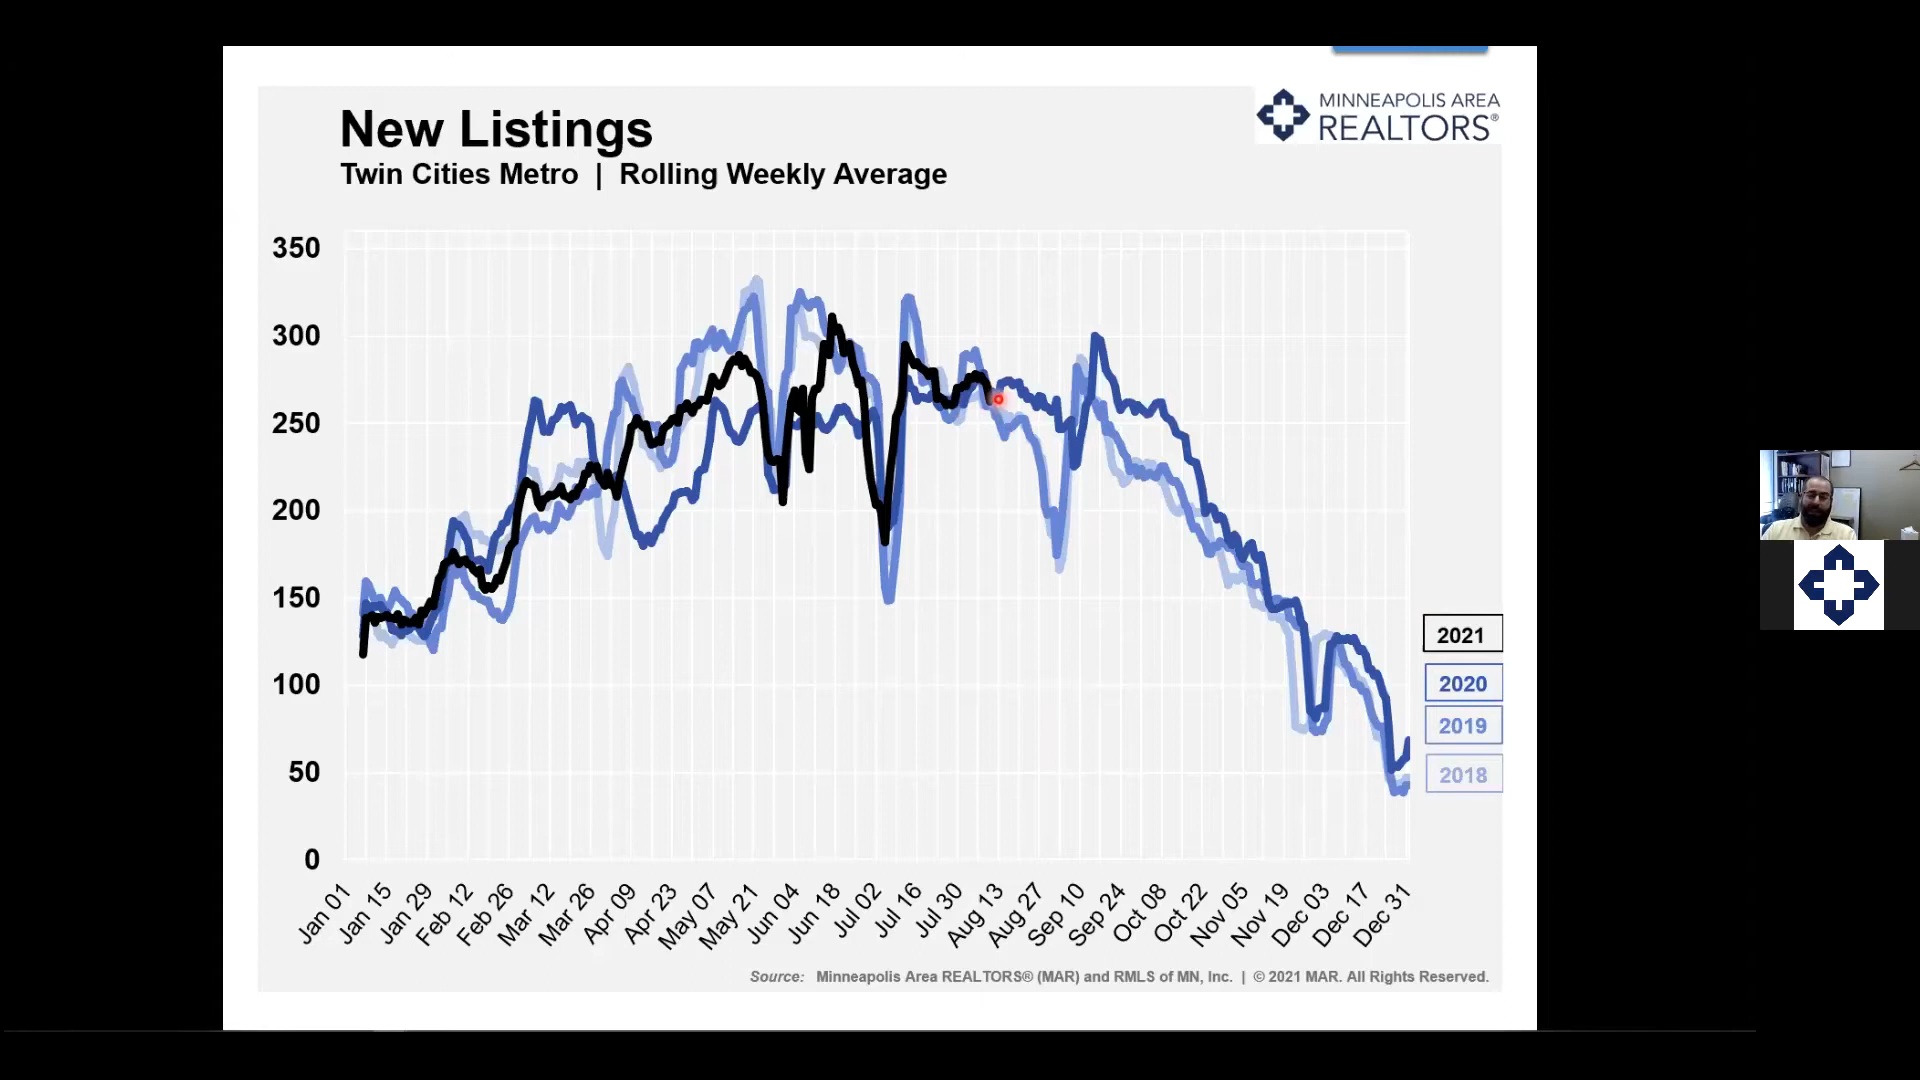 New Listings
Twin Cities Metro | Rolling Weekly Average
MINNEAPOLIS AREA
REALTORS®
350
300
250
200
150
100
50
0
2021
2020
2019
2018
Jan 01
Jan 15
Jan 29
Feb 12
Feb 26
Mar 12
Mar 26
Apr 09
Apr 23
May 07
May 21
Jun 04
Jun 18
Jul 02
Jul 16
Jul 30
Aug 13
Aug 27
Sep 10
Sep 24
Oct 08
Oct 22
Nov 05
Nov 19
Dec 03
Dec 17
Dec 31
Source: Minneapolis Area REALTORS® (MAR) and RMLS of MN, Inc. | © 2021 MAR. All Rights Reserved.